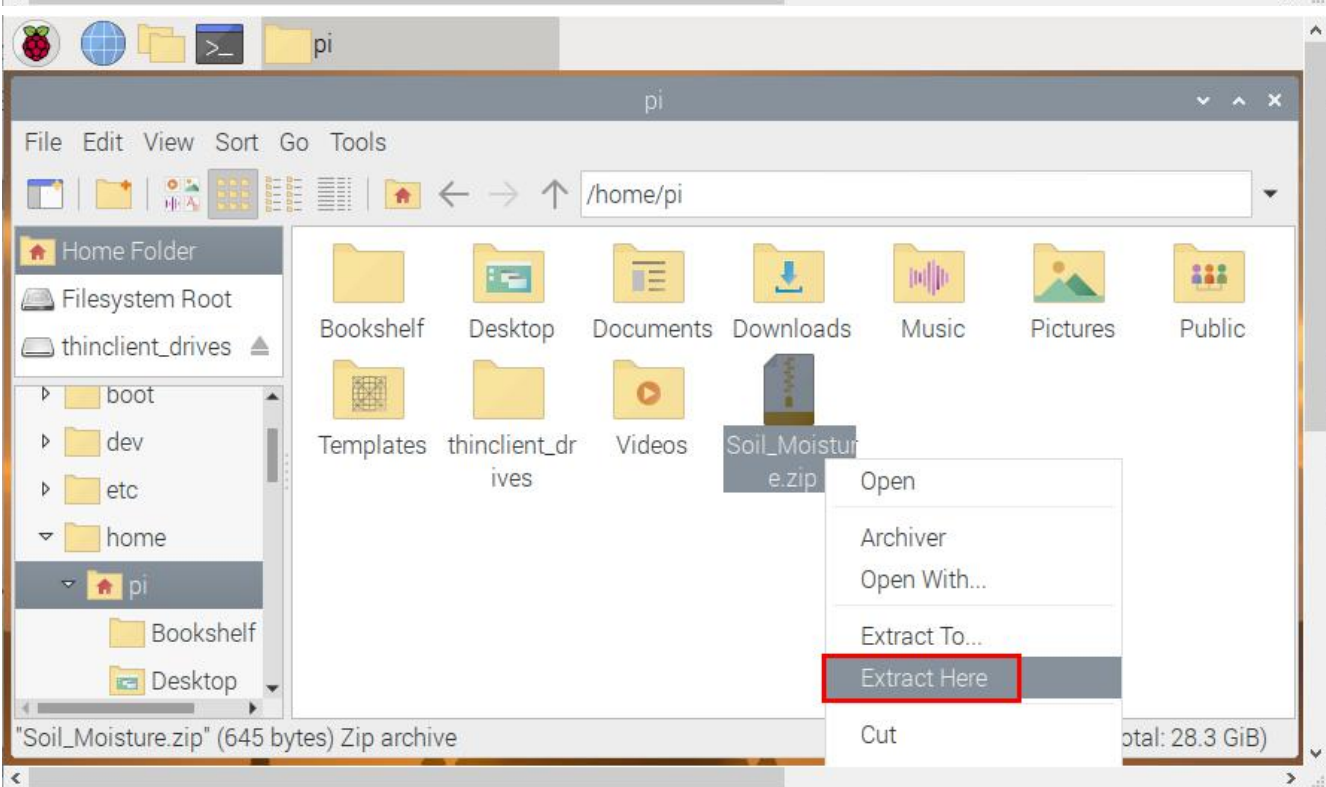 pi
pi
File Edit View Sort Go Tools
/home/pi
Home Folder
Filesystem Root
thinclient_drives
boot
dev
etc
home
pi
Bookshelf
Desktop
Bookshelf Desktop Documents Downloads Music Pictures Public
Templates thinclient_dr Videos Soil_Moistur
ives e.zip
Open
Archiver
Open With...
Extract To...
Extract Here
Cut
"Soil_Moisture.zip" (645 bytes) Zip archive
otal: 28.3 GiB)